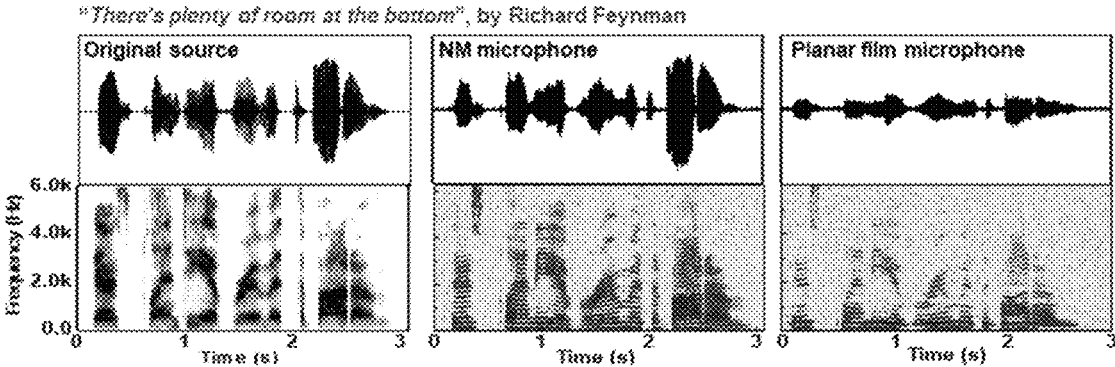 "There's plenty of room at the bottom", by Richard Feynman
Original source
NM microphone
Planar film microphone
6.0k
4.0k
2.0k
0.0
Frequency (Hz)
0 1 2 3
0 1 2 3
0 1 2 3
Time (s)
Time (s)
Time (s)